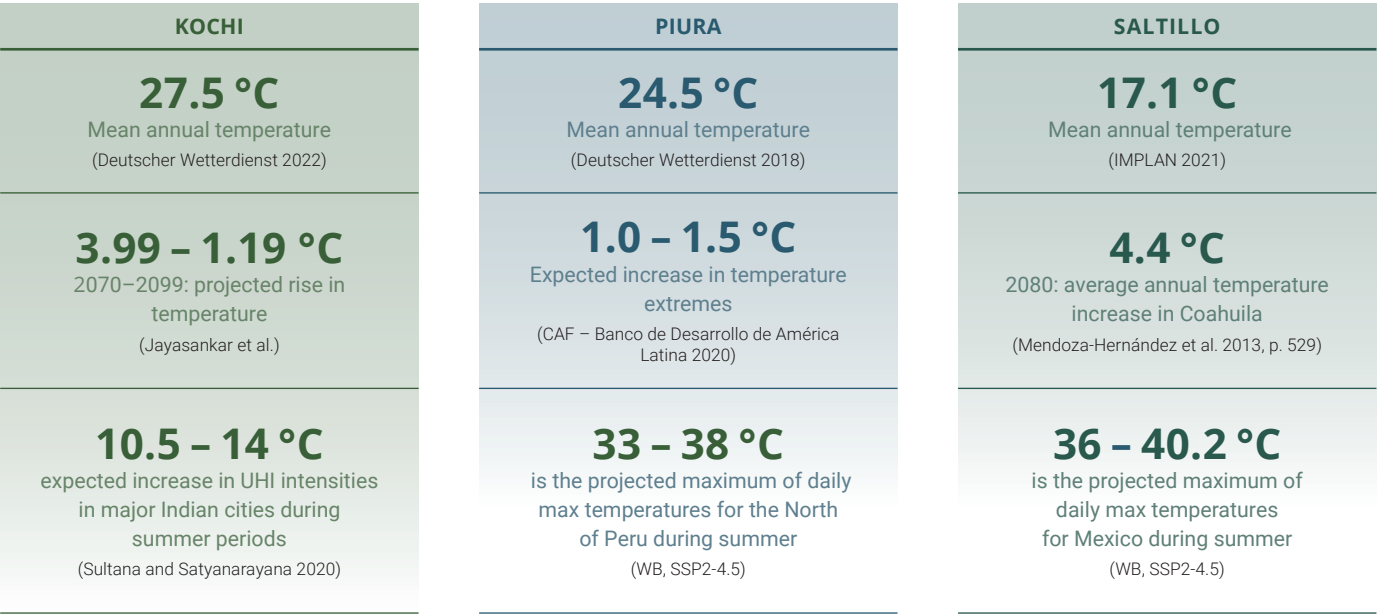 KOCHI
27.5 °C
Mean annual temperature
(Deutscher Wetterdienst 2022)
3.99 – 1.19 °C
2070–2099: projected rise in
temperature
(Jayasankar et al.)
10.5 – 14 °C
expected increase in UHI intensities
in major Indian cities during
summer periods
(Sultana and Satyanarayana 2020)
PIURA
24.5 °C
Mean annual temperature
(Deutscher Wetterdienst 2018)
1.0 – 1.5 °C
Expected increase in temperature
extremes
(CAF – Banco de Desarrollo de América
Latina 2020)
33 – 38 °C
is the projected maximum of daily
max temperatures for the North
of Peru during summer
(WB, SSP2-4.5)
SALTILLO
17.1 °C
Mean annual temperature
(IMPLAN 2021)
4.4 °C
2080: average annual temperature
increase in Coahuila
(Mendoza-Hernández et al. 2013, p. 529)
36 – 40.2 °C
is the projected maximum of
daily max temperatures
for Mexico during summer
(WB, SSP2-4.5)